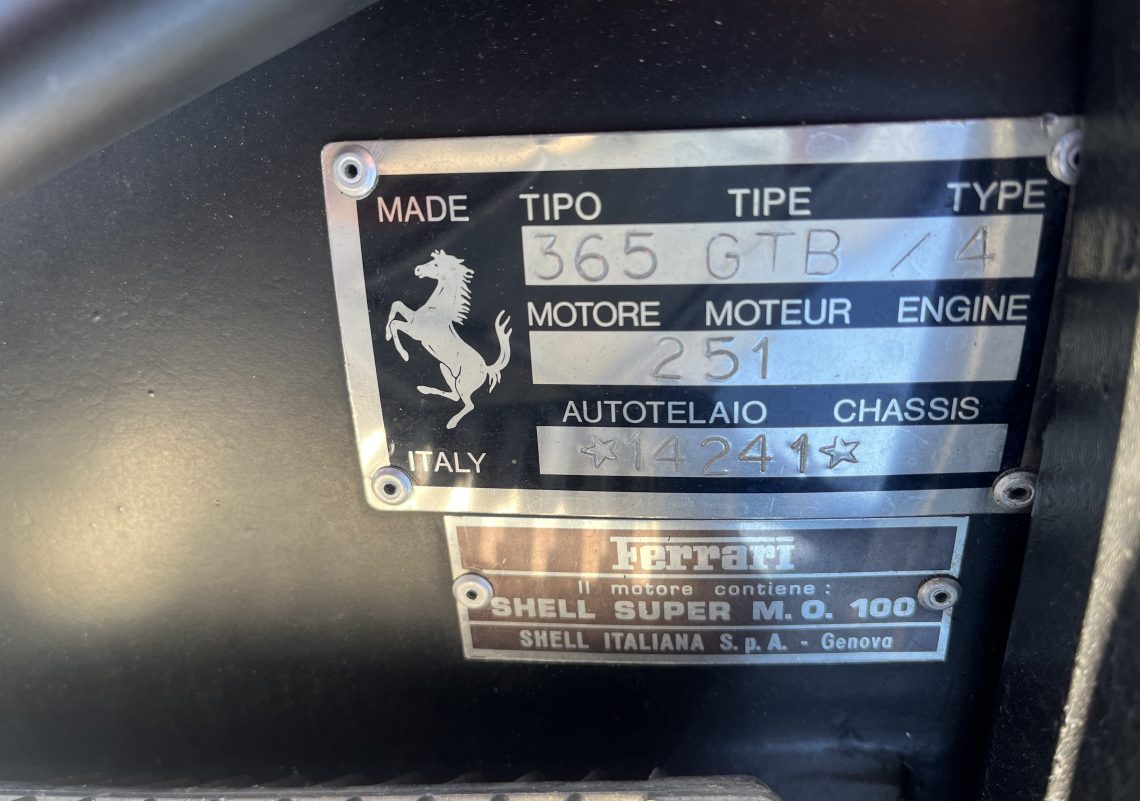 MADE TIPO TIPE TYPE
365 GTB / 4
MOTORE MOTEUR ENGINE
251
AUTOTELAIO CHASSIS
☆14241☆
ITALY
Ferrari
Il motore contiene :
SHELL SUPER M.O. 100
SHELL ITALIANA S.p.A. - Genova